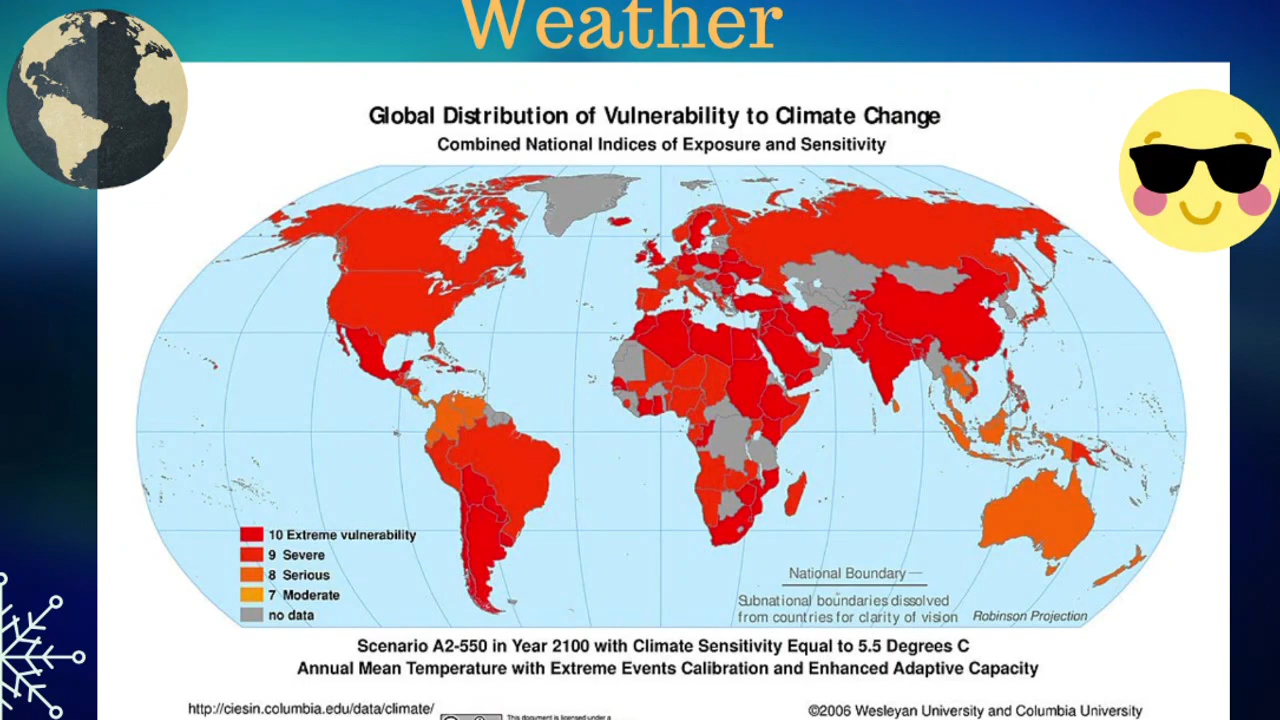 Weather
Global Distribution of Vulnerability to Climate Change
Combined National Indices of Exposure and Sensitivity
10 Extreme vulnerability
9 Severe
8 Serious
7 Moderate
no data
National Boundary —
Subnational boundaries dissolved
from countries for clarity of vision
Robinson Projection
Scenario A2-550 in Year 2100 with Climate Sensitivity Equal to 5.5 Degrees C
Annual Mean Temperature with Extreme Events Calibration and Enhanced Adaptive Capacity
http://ciesin.columbia.edu/data/climate/
This document is licensed under a
©2006 Wesleyan University and Columbia University